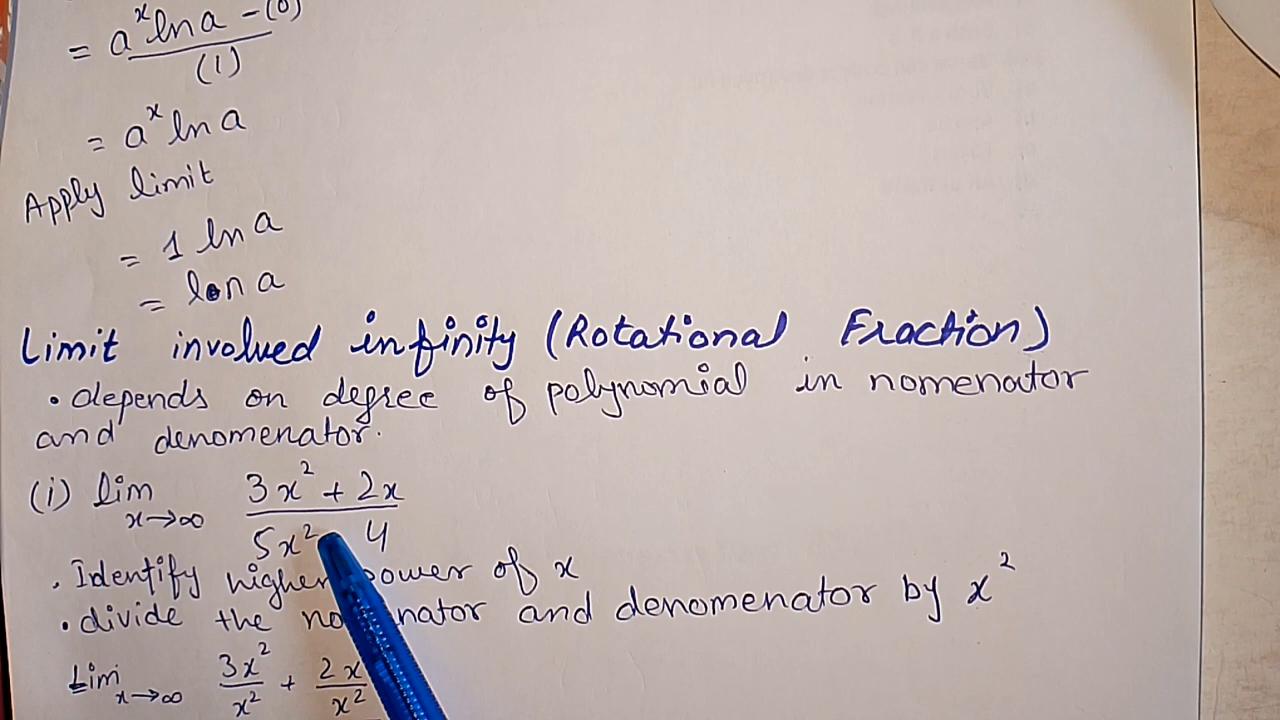 = a^x ln a - (0)
(1)
= a^x ln a
Apply limit
= 1 ln a
= ln a
Limit involved infinity (Rotational Fraction)
• depends on degree of polynomial in nomenator
and denomenator.
(i) lim x→∞ 3x² + 2x
5x² 4
. Identify higher power of x
• divide the nator and denomenator by x²
Lim x→∞ 3x²/x² + 2x/x²